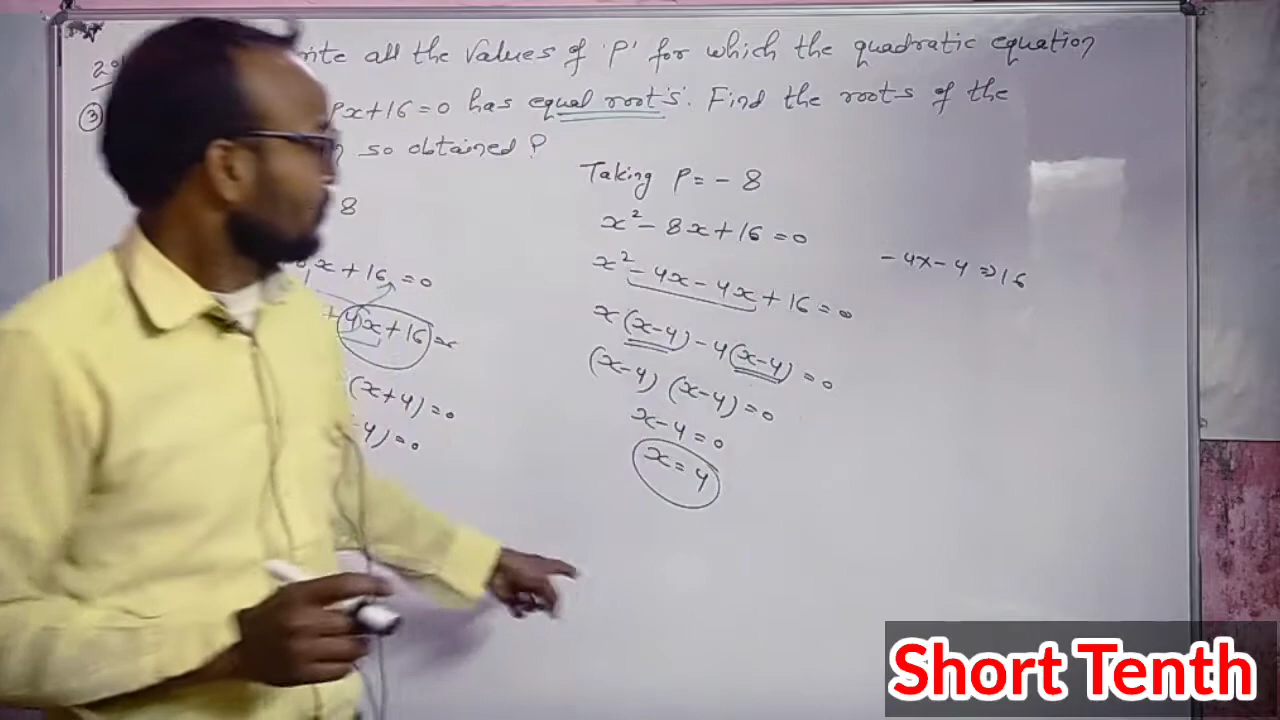 all the values of 'P' for which the quadratic equation
③ Px+16=0 has equal roots. Find the roots of the
so obtained ?
8
x+16=0
+4x+16=
(x+4)=0
-4)=0
Taking P=-8
x²-8x+16=0
x²-4x-4x+16=0
x(x-4)-4(x-4)=0
(x-4)(x-4)=0
x-4=0
x=4
-4x-4⇒16
Short Tenth